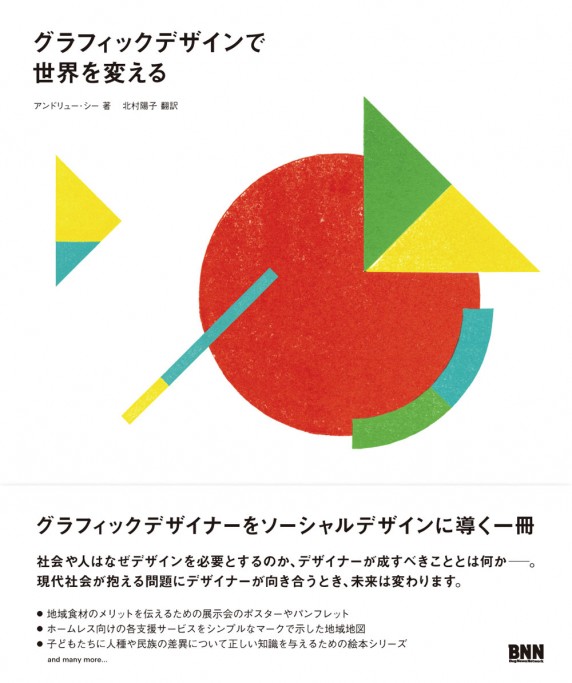 グラフィックデザインで
世界を変える
アンドリュー・シー 著 北村陽子 翻訳
グラフィックデザイナーをソーシャルデザインに導く一冊
社会や人はなぜデザインを必要とするのか、デザイナーが成すべきこととは何か——。
現代社会が抱える問題にデザイナーが向き合うとき、未来は変わります。
● 地域食材のメリットを伝えるための展示会のポスターやパンフレット
● ホームレス向けの各支援サービスをシンプルなマークで示した地域地図
● 子どもたちに人種や民族の差異について正しい知識を与えるための絵本シリーズ
and many more...
BNN